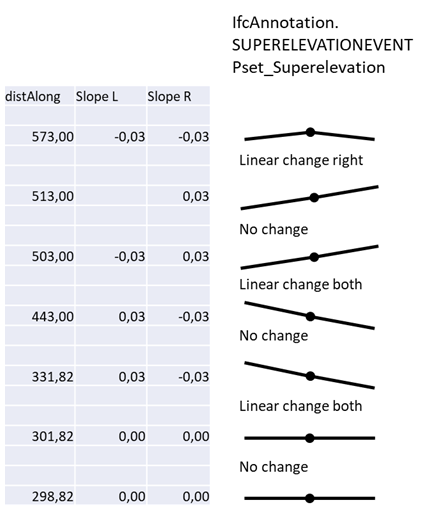 IfcAnnotation.
SUPERELEVATIONEVENT
Pset_Superelevation
distAlong Slope L Slope R
573,00 -0,03 -0,03
Linear change right
513,00 0,03
No change
503,00 -0,03 0,03
Linear change both
443,00 0,03 -0,03
No change
331,82 0,03 -0,03
Linear change both
301,82 0,00 0,00
No change
298,82 0,00 0,00